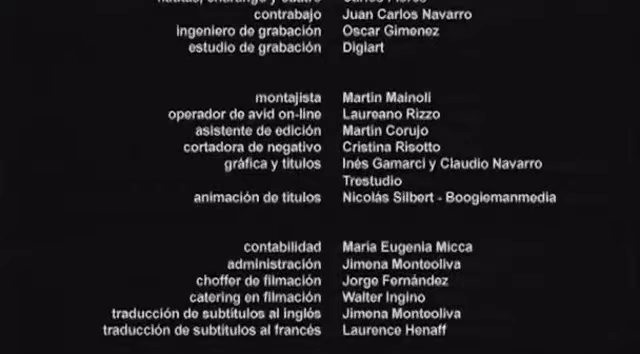 contrabajo Juan Carlos Navarro
ingeniero de grabación Oscar Gimenez
estudio de grabación Digiart
montajista Martin Mainoli
operador de avid on-line Laureano Rizzo
asistente de edición Martin Corujo
cortadora de negativo Cristina Risotto
gráfica y titulos Inés Gamarci y Claudio Navarro
Trestudio
animación de titulos Nicolás Silbert - Boogiemanmedia
contabilidad Maria Eugenia Micca
administración Jimena Monteoliva
choffer de filmación Jorge Fernández
catering en filmación Walter Ingino
traducción de subtitulos al inglés Jimena Monteoliva
traducción de subtitulos al francés Laurence Henaff